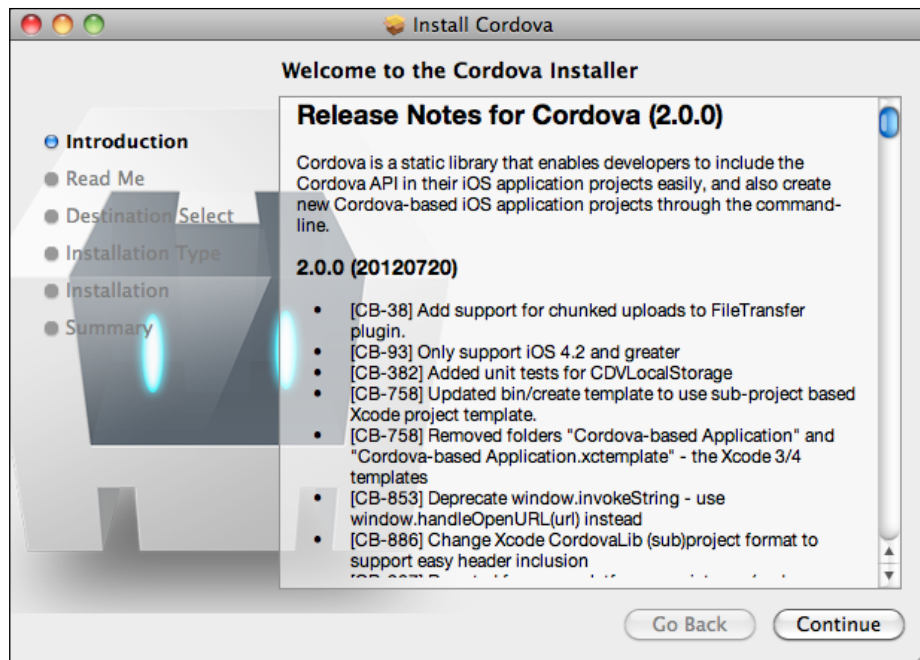 Install Cordova
Welcome to the Cordova Installer
Introduction
Read Me
Destination Select
Installation Type
Installation
Summary
Release Notes for Cordova (2.0.0)
Cordova is a static library that enables developers to include the
Cordova API in their iOS application projects easily, and also create
new Cordova-based iOS application projects through the command-
line.
2.0.0 (20120720)
• [CB-38] Add support for chunked uploads to FileTransfer
plugin.
• [CB-93] Only support iOS 4.2 and greater
• [CB-382] Added unit tests for CDVLocalStorage
• [CB-758] Updated bin/create template to use sub-project based
Xcode project template.
• [CB-758] Removed folders "Cordova-based Application" and
"Cordova-based Application.xctemplate" - the Xcode 3/4
templates
• [CB-853] Deprecate window.invokeString - use
window.handleOpenURL(url) instead
• [CB-886] Change Xcode CordovaLib (sub)project format to
support easy header inclusion
Go Back
Continue